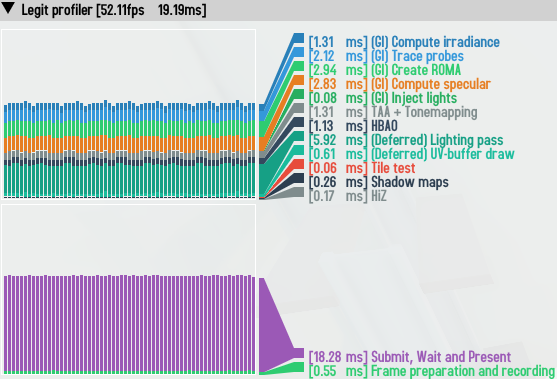 Legit profiler [52.11fps 19.19ms]
[1.31 ms] (GI) Compute irradiance
[2.12 ms] (GI) Trace probes
[2.94 ms] (GI) Create ROMA
[2.83 ms] (GI) Compute specular
[0.08 ms] (GI) Inject lights
[1.31 ms] TAA + Tonemapping
[1.13 ms] HBAO
[5.92 ms] (Deferred) Lighting pass
[0.61 ms] (Deferred) UV-buffer draw
[0.06 ms] Tile test
[0.26 ms] Shadow maps
[0.17 ms] HiZ
[18.28 ms] Submit, Wait and Present
[0.55 ms] Frame preparation and recording